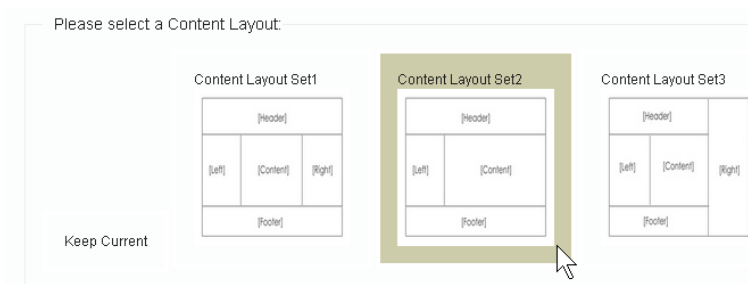 Please select a Content Layout:
Content Layout Set1
Content Layout Set2
Content Layout Set3
[Header]
[Header]
[Header]
[Left]
[Content]
[Right]
[Left]
[Content]
[Left]
[Content]
[Right]
[Footer]
[Footer]
[Footer]
Keep Current